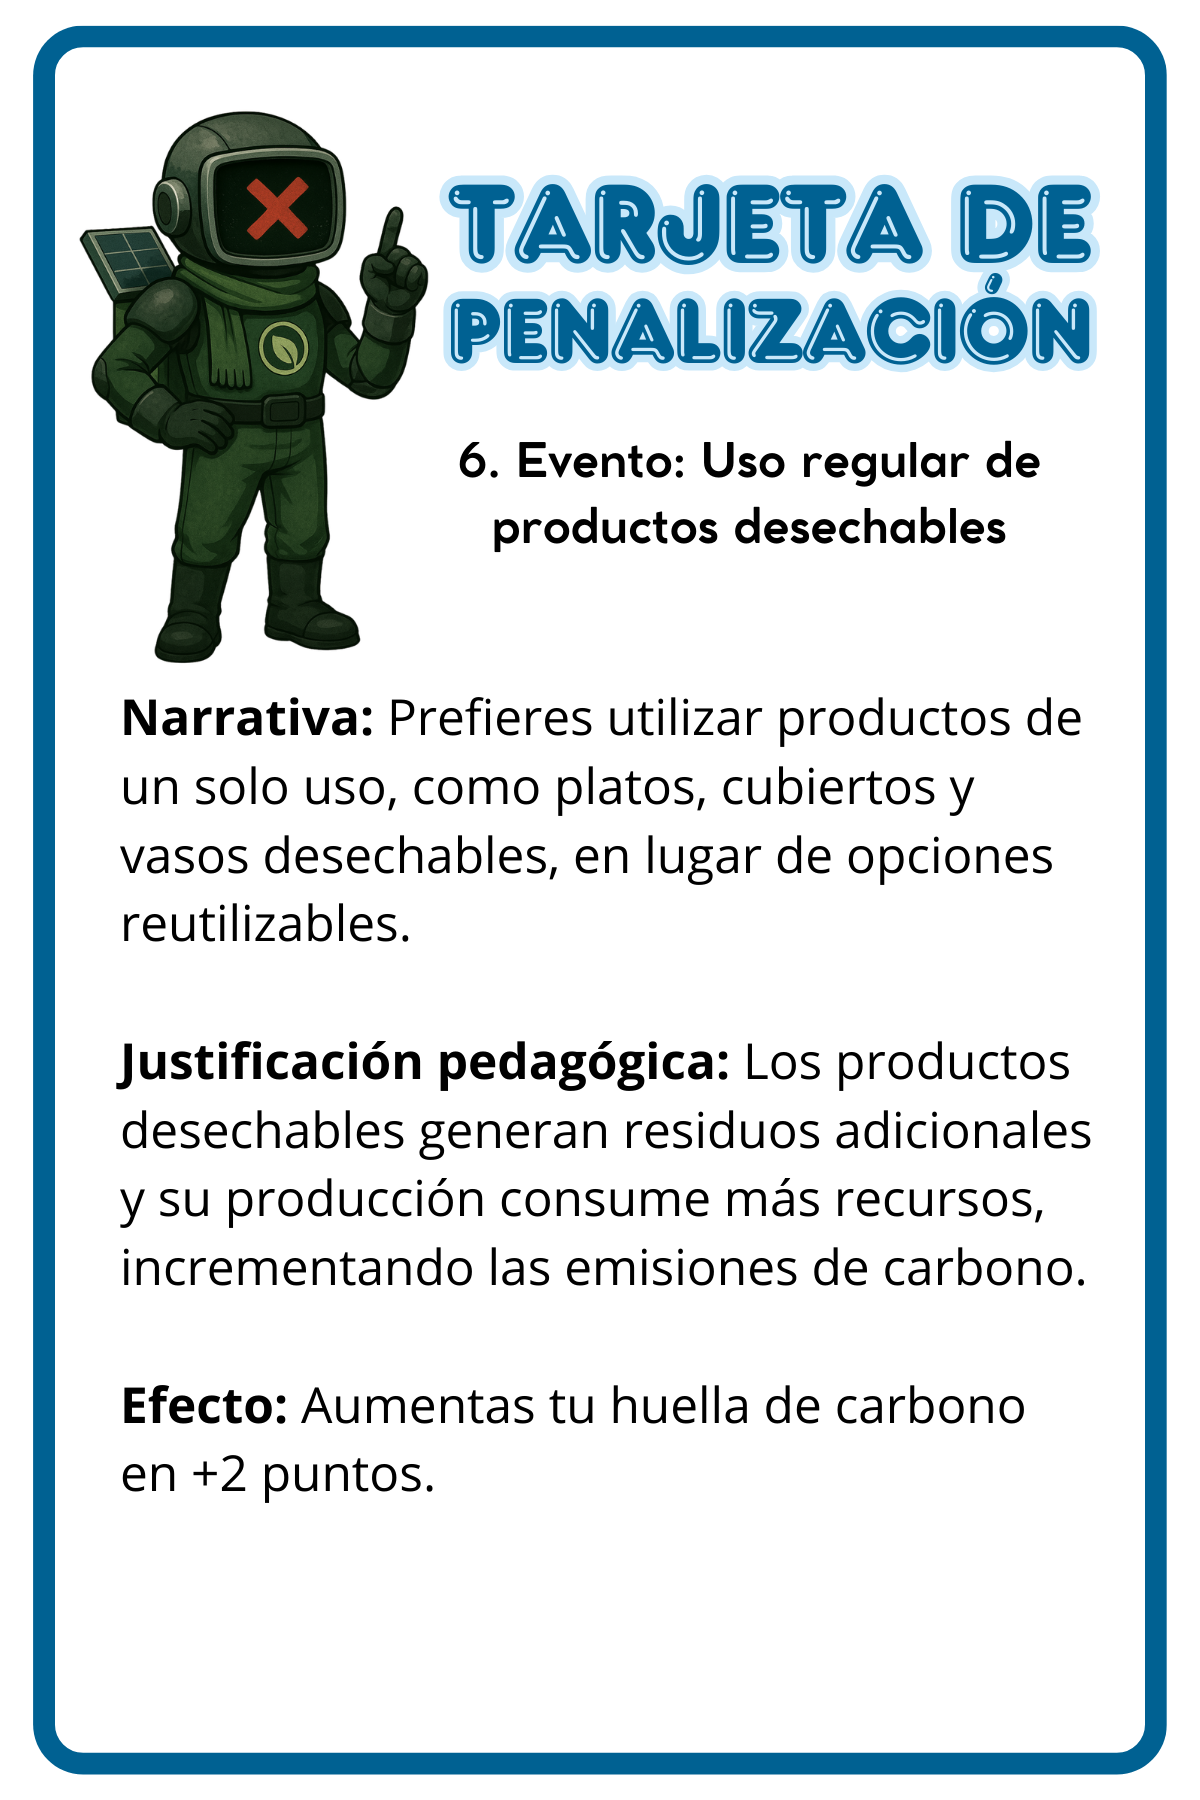 TARJETA DE
PENALIZACIÓN
6. Evento: Uso regular de
productos desechables
Narrativa: Prefieres utilizar productos de
un solo uso, como platos, cubiertos y
vasos desechables, en lugar de opciones
reutilizables.
Justificación pedagógica: Los productos
desechables generan residuos adicionales
y su producción consume más recursos,
incrementando las emisiones de carbono.
Efecto: Aumentas tu huella de carbono
en +2 puntos.